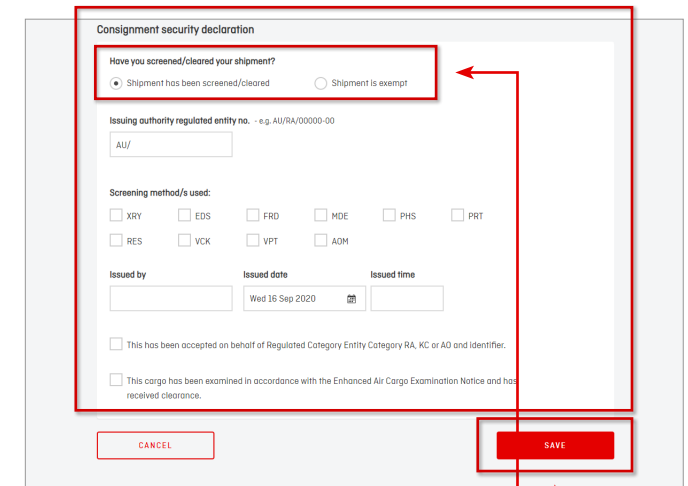 Consignment security declaration
Have you screened/cleared your shipment?
Shipment has been screened/cleared Shipment is exempt
Issuing authority regulated entity no. - e.g. AU/RA/00000-00
AU/
Screening method/s used:
XRY EDS FRD MDE PHS PRT
RES VCK VPT AOM
Issued by Issued date Issued time
Wed 16 Sep 2020
This has been accepted on behalf of Regulated Category Entity Category RA, KC or AO and identifier.
This cargo has been examined in accordance with the Enhanced Air Cargo Examination Notice and has
received clearance.
CANCEL SAVE